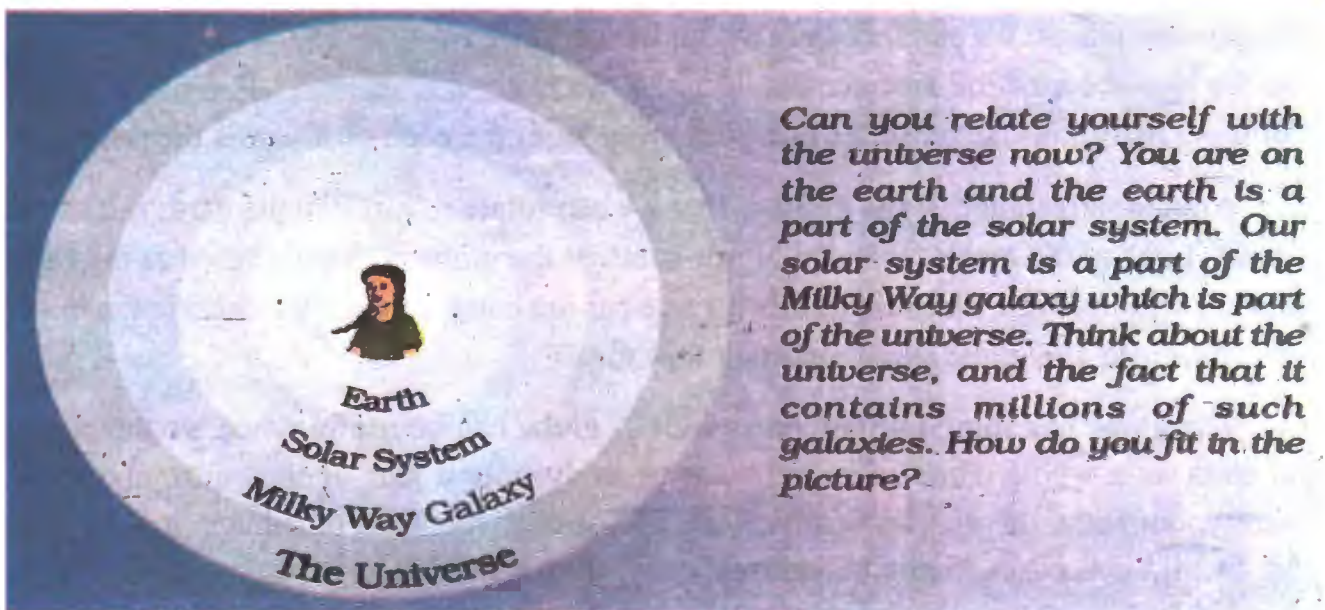 Earth
Solar System
Milky Way Galaxy
The Universe
Can you relate yourself with
the universe now? You are on
the earth and the earth is a
part of the solar system. Our
solar system is a part of the
Milky Way galaxy which is part
of the universe. Think about the
universe, and the fact that it
contains millions of such
galaxies. How do you fit in the
picture?